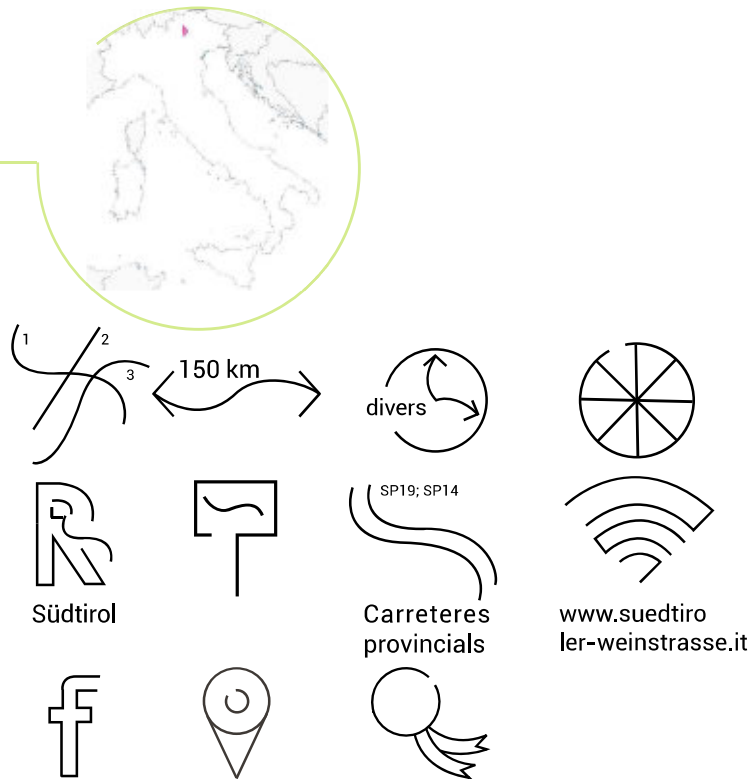 1
2
3
150 km
divers
SP19; SP14
Südtirol
Carreteres
provincials
www.suedtiro
ler-weinstrasse.it